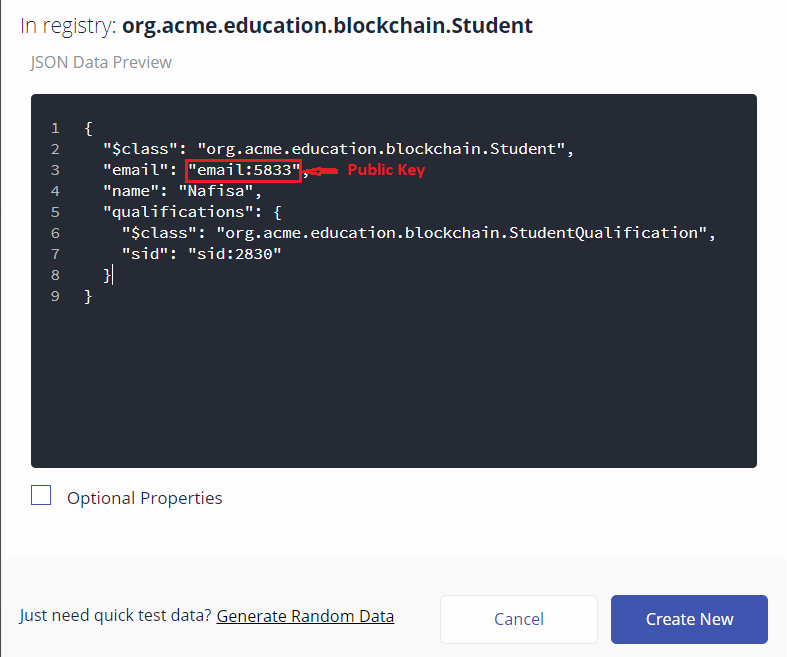 In registry: org.acme.education.blockchain.Student
JSON Data Preview
1 {
2 "$class": "org.acme.education.blockchain.Student",
3 "email": "email:5833", Public Key
4 "name": "Nafisa",
5 "qualifications": {
6 "$class": "org.acme.education.blockchain.StudentQualification",
7 "sid": "sid:2830"
8 }
9 }
Optional Properties
Just need quick test data? Generate Random Data Cancel Create New